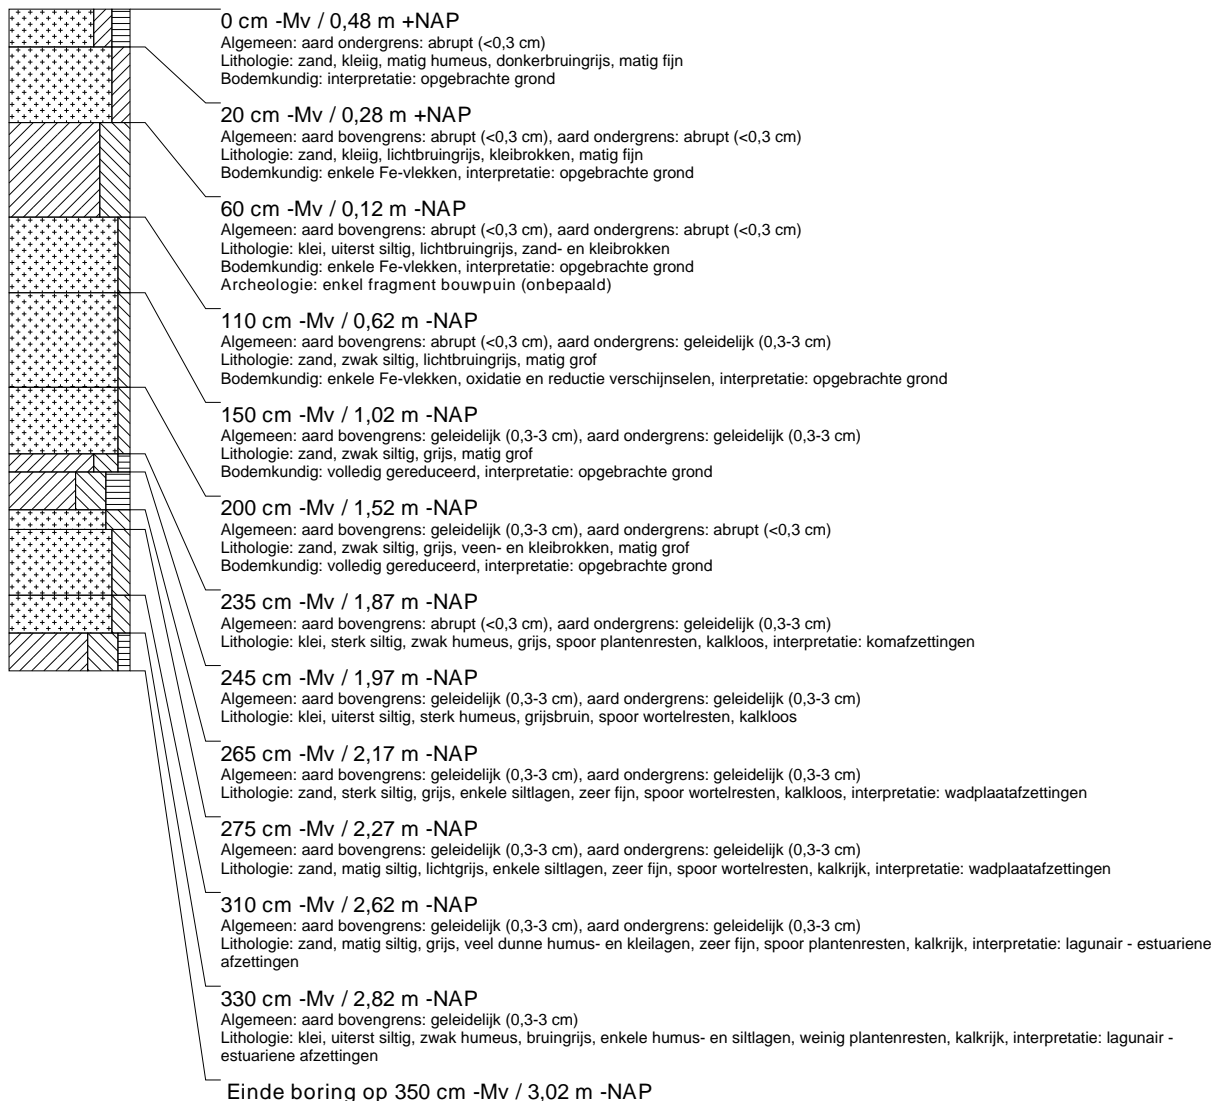 0 cm -Mv / 0,48 m +NAP
Algemeen: aard ondergrens: abrupt (<0,3 cm)
Lithologie: zand, kleiig, matig humeus, donkerbruingrijs, matig fijn
Bodemkundig: interpretatie: opgebrachte grond
20 cm -Mv / 0,28 m +NAP
Algemeen: aard bovengrens: abrupt (<0,3 cm), aard ondergrens: abrupt (<0,3 cm)
Lithologie: zand, kleiig, lichtbruingrijs, kleibrokken, matig fijn
Bodemkundig: enkele Fe-vlekken, interpretatie: opgebrachte grond
60 cm -Mv / 0,12 m -NAP
Algemeen: aard bovengrens: abrupt (<0,3 cm), aard ondergrens: abrupt (<0,3 cm)
Lithologie: klei, uiterst siltig, lichtbruingrijs, zand- en kleibrokken
Bodemkundig: enkele Fe-vlekken, interpretatie: opgebrachte grond
Archeologie: enkel fragment bouwpuin (onbepaald)
110 cm -Mv / 0,62 m -NAP
Algemeen: aard bovengrens: abrupt (<0,3 cm), aard ondergrens: geleidelijk (0,3-3 cm)
Lithologie: zand, zwak siltig, lichtbruingrijs, matig grof
Bodemkundig: enkele Fe-vlekken, oxidatie en reductie verschijnselen, interpretatie: opgebrachte grond
150 cm -Mv / 1,02 m -NAP
Algemeen: aard bovengrens: geleidelijk (0,3-3 cm), aard ondergrens: geleidelijk (0,3-3 cm)
Lithologie: zand, zwak siltig, grijs, matig grof
Bodemkundig: volledig gereduceerd, interpretatie: opgebrachte grond
200 cm -Mv / 1,52 m -NAP
Algemeen: aard bovengrens: geleidelijk (0,3-3 cm), aard ondergrens: abrupt (<0,3 cm)
Lithologie: zand, zwak siltig, grijs, veen- en kleibrokken, matig grof
Bodemkundig: volledig gereduceerd, interpretatie: opgebrachte grond
235 cm -Mv / 1,87 m -NAP
Algemeen: aard bovengrens: abrupt (<0,3 cm), aard ondergrens: geleidelijk (0,3-3 cm)
Lithologie: klei, sterk siltig, zwak humeus, grijs, spoor plantenresten, kalkloos, interpretatie: komafzettingen
245 cm -Mv / 1,97 m -NAP
Algemeen: aard bovengrens: geleidelijk (0,3-3 cm), aard ondergrens: geleidelijk (0,3-3 cm)
Lithologie: klei, uiterst siltig, sterk humeus, grijsbruin, spoor wortelresten, kalkloos
265 cm -Mv / 2,17 m -NAP
Algemeen: aard bovengrens: geleidelijk (0,3-3 cm), aard ondergrens: geleidelijk (0,3-3 cm)
Lithologie: zand, sterk siltig, grijs, enkele siltlagen, zeer fijn, spoor wortelresten, kalkloos, interpretatie: wadplaatafzettingen
275 cm -Mv / 2,27 m -NAP
Algemeen: aard bovengrens: geleidelijk (0,3-3 cm), aard ondergrens: geleidelijk (0,3-3 cm)
Lithologie: zand, matig siltig, lichtgrijs, enkele siltlagen, zeer fijn, spoor wortelresten, kalkrijk, interpretatie: wadplaatafzettingen
310 cm -Mv / 2,62 m -NAP
Algemeen: aard bovengrens: geleidelijk (0,3-3 cm), aard ondergrens: geleidelijk (0,3-3 cm)
Lithologie: zand, matig siltig, grijs, veel dunne humus- en kleilagen, zeer fijn, spoor plantenresten, kalkrijk, interpretatie: lagunair - estuariene
afzettingen
330 cm -Mv / 2,82 m -NAP
Algemeen: aard bovengrens: geleidelijk (0,3-3 cm)
Lithologie: klei, uiterst siltig, zwak humeus, bruingrijs, enkele humus- en siltlagen, weinig plantenresten, kalkrijk, interpretatie: lagunair -
estuariene afzettingen
Einde boring op 350 cm -Mv / 3,02 m -NAP